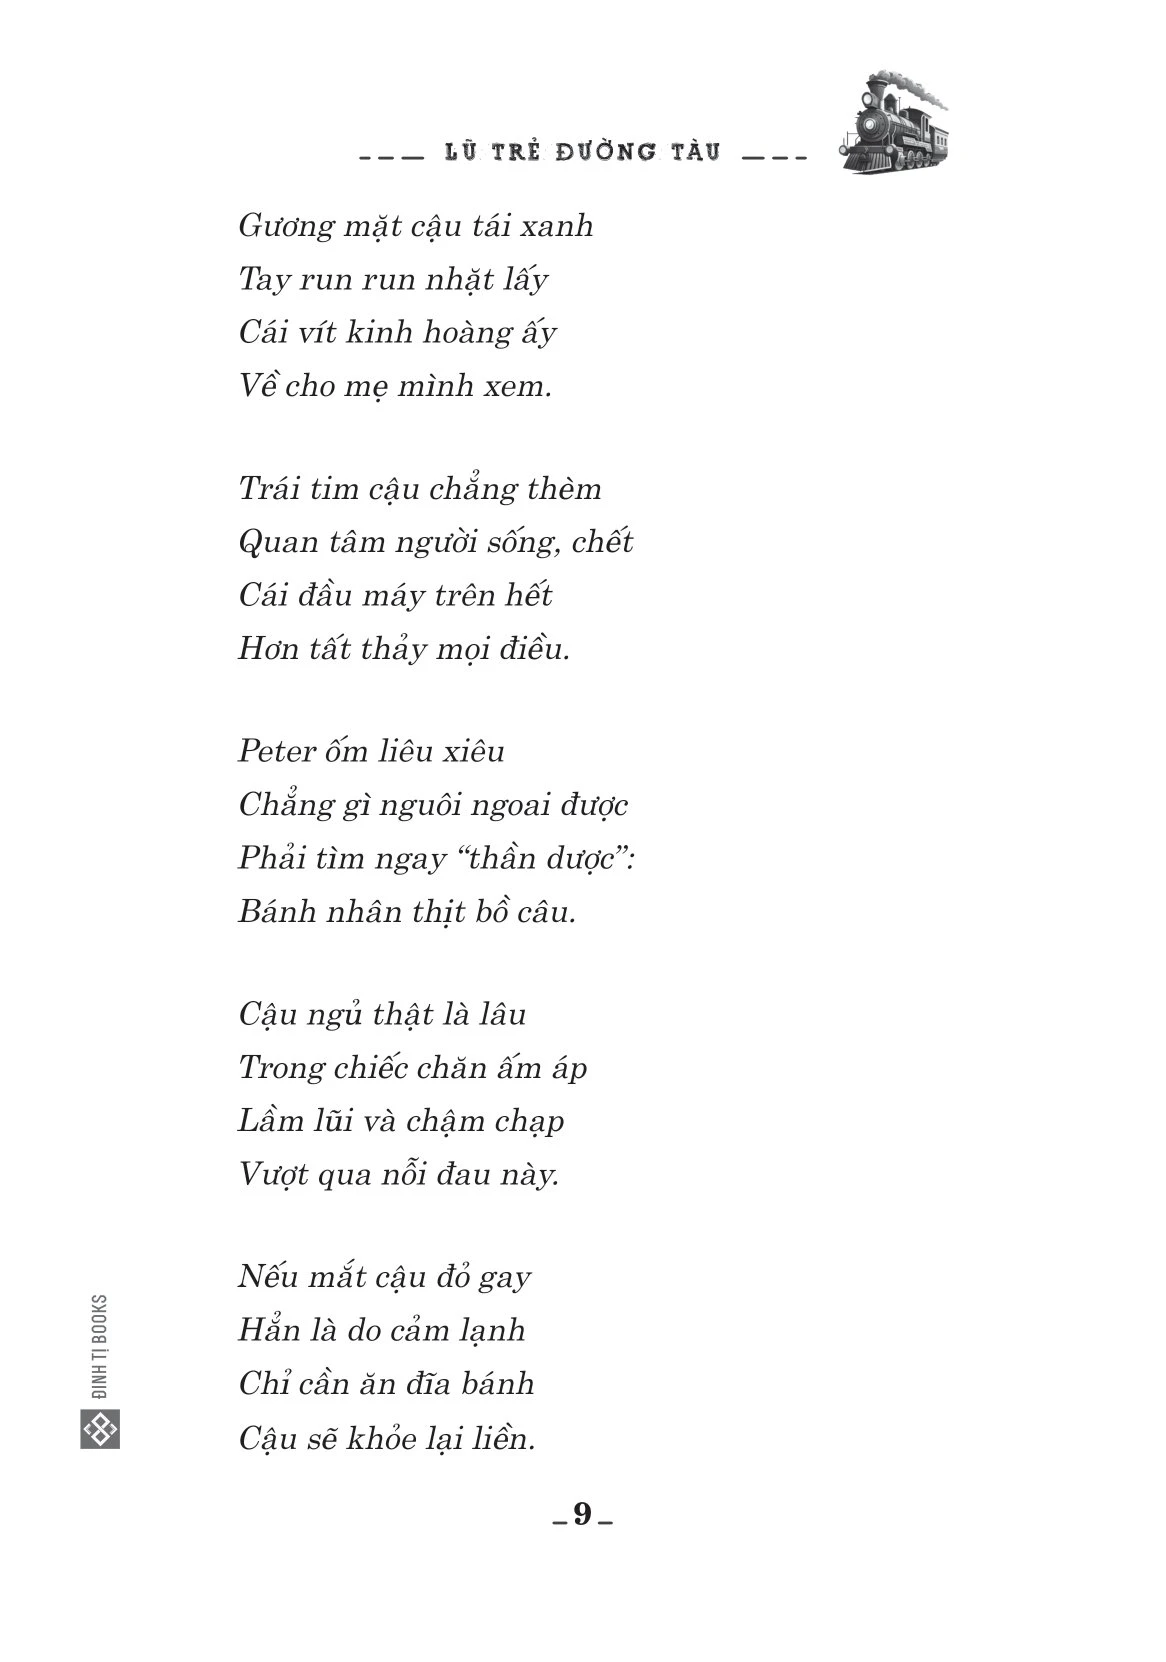 LŨ TRẺ ĐƯỜNG TÀU
Gương mặt cậu tái xanh
Tay run run nhặt lấy
Cái vít kinh hoàng ấy
Về cho mẹ mình xem.
Trái tim cậu chẳng thèm
Quan tâm người sống, chết
Cái đầu máy trên hết
Hơn tất thảy mọi điều.
Peter ốm liêu xiêu
Chẳng gì nguôi ngoai được
Phải tìm ngay “thần dược”:
Bánh nhân thịt bồ câu.
Cậu ngủ thật là lâu
Trong chiếc chăn ấm áp
Lầm lũi và chậm chạp
Vượt qua nỗi đau này.
Nếu mắt cậu đỏ gay
Hẳn là do cảm lạnh
Chỉ cần ăn đĩa bánh
Cậu sẽ khỏe lại liền.
ĐINH TỊ BOOKS
9